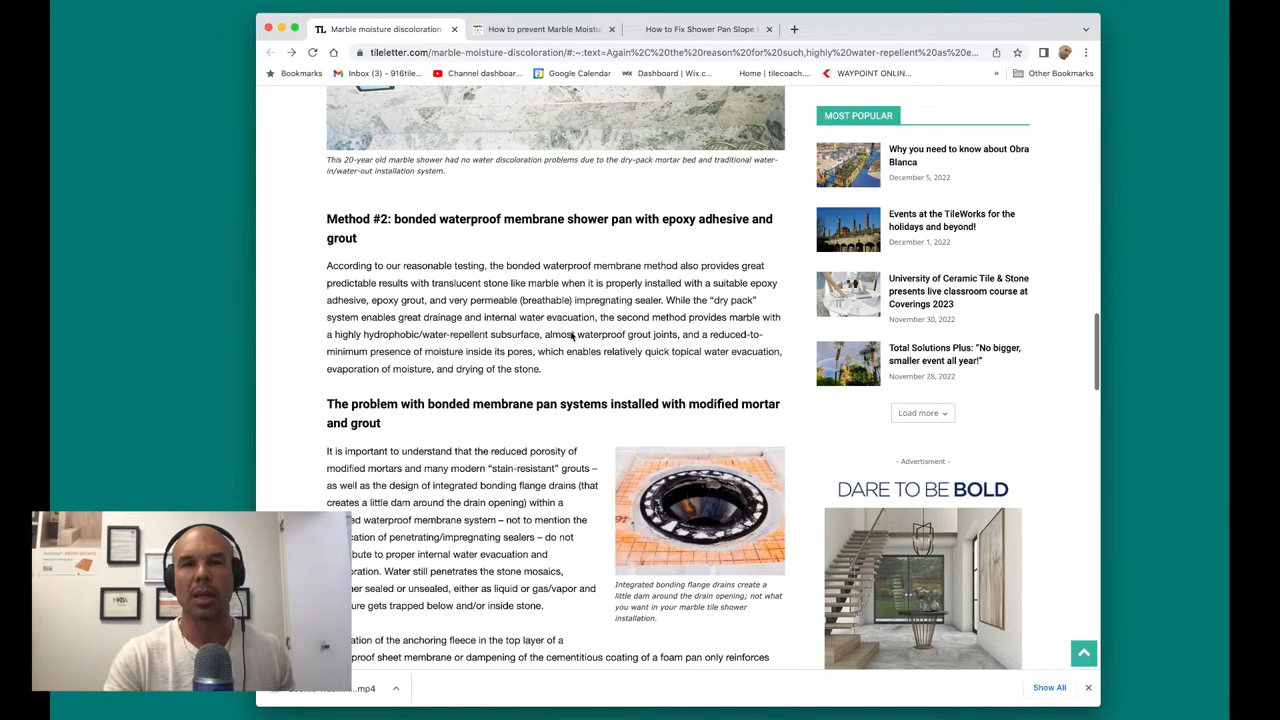 TL Marble moisture discoloration
How to prevent Marble Moistu
How to Fix Shower Pan Slope
tileletter.com/marble-moisture-discoloration/#:~:text=Again%2C%20the%20reason%20for%20such,highly%20water-repelient%20as%20e...
Bookmarks
Inbox (3) - 916tile...
Channel dashboar...
Google Calendar
WIX Dashboard | Wix.c...
Home | tilecoach.c...
WAYPOINT ONLIN...
»
Other Bookmarks
This 20-year old marble shower had no water discoloration problems due to the dry-pack mortar bed and traditional water-
in/water-out installation system.
Method #2: bonded waterproof membrane shower pan with epoxy adhesive and
grout
According to our reasonable testing, the bonded waterproof membrane method also provides great
predictable results with translucent stone like marble when it is properly installed with a suitable epoxy
adhesive, epoxy grout, and very permeable (breathable) impregnating sealer. While the “dry pack”
system enables great drainage and internal water evacuation, the second method provides marble with
a highly hydrophobic/water-repellent subsurface, almost waterproof grout joints, and a reduced-to-
minimum presence of moisture inside its pores, which enables relatively quick topical water evacuation,
evaporation of moisture, and drying of the stone.
The problem with bonded membrane pan systems installed with modified mortar
and grout
It is important to understand that the reduced porosity of
modified mortars and many modern “stain-resistant” grouts –
as well as the design of integrated bonding flange drains (that
creates a little dam around the drain opening) within a
ed waterproof membrane system – not to mention the
cation of penetrating/impregnating sealers – do not
bute to proper internal water evacuation and
oration. Water still penetrates the stone mosaics,
er sealed or unsealed, either as liquid or gas/vapor and
ure gets trapped below and/or inside stone.
Integrated bonding flange drains create a
little dam around the drain opening; not what
you want in your marble tile shower
installation.
ation of the anchoring fleece in the top layer of a
proof sheet membrane or dampening of the cementitious coating of a foam pan only reinforces
MOST POPULAR
Why you need to know about Obra
Blanca
December 5, 2022
Events at the TileWorks for the
holidays and beyond!
December 1, 2022
University of Ceramic Tile & Stone
presents live classroom course at
Coverings 2023
November 30, 2022
Total Solutions Plus: “No bigger,
smaller event all year!”
November 28, 2022
Load more
- Advertisment -
DARE TO BE BOLD
....mp4
Show All